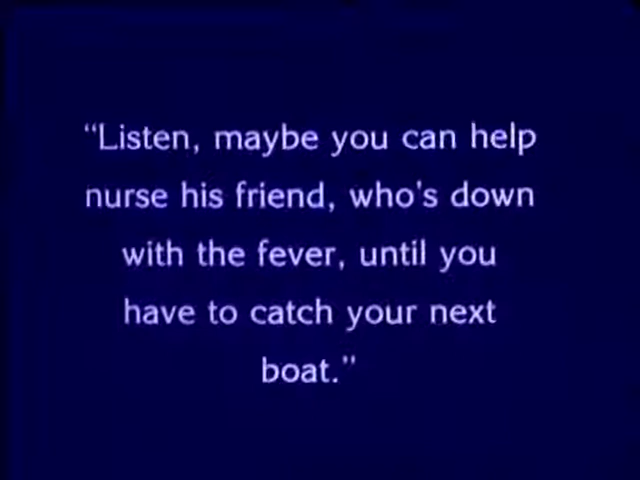 “Listen, maybe you can help
nurse his friend, who's down
with the fever, until you
have to catch your next
boat.”